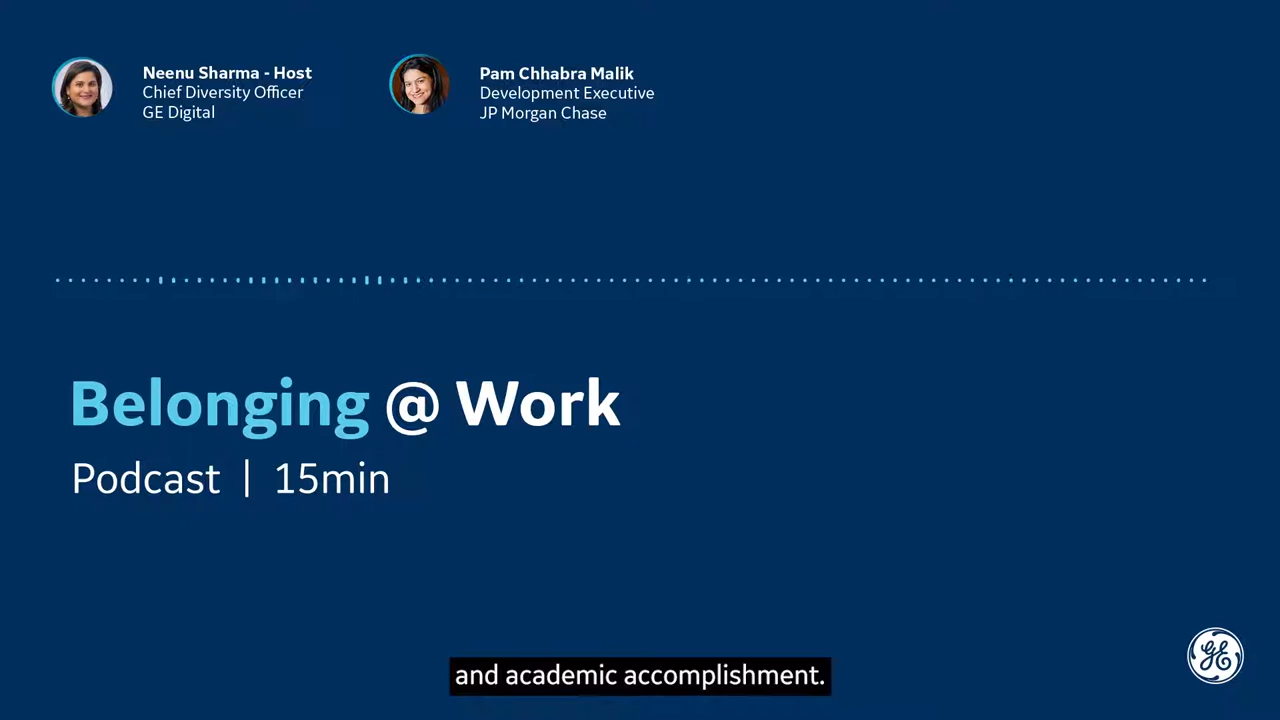 Neenu Sharma - Host
Chief Diversity Officer
GE Digital
Pam Chhabra Malik
Development Executive
JP Morgan Chase
Belonging @ Work
Podcast | 15min
GE
and academic accomplishment.